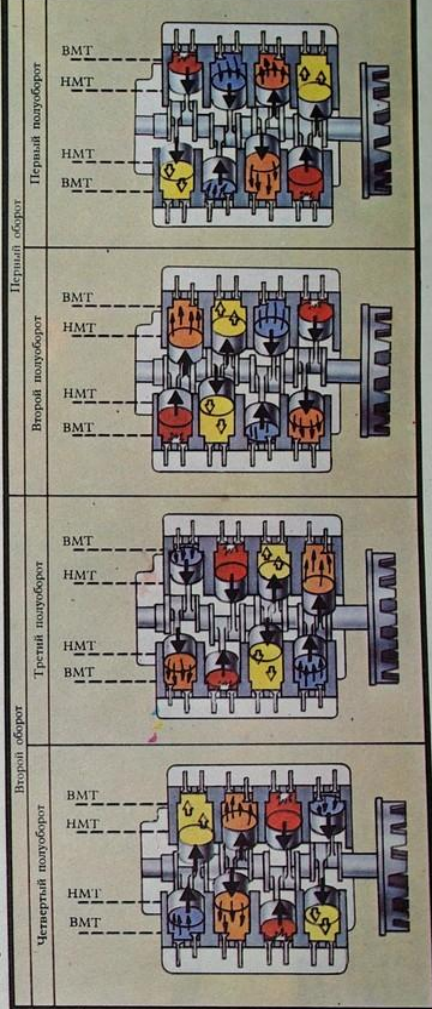 Первый оборот
Первый полуоборот
ВМТ
НМТ
НМТ
ВМТ
Второй полуоборот
ВМТ
НМТ
НМТ
ВМТ
Второй оборот
Третий полуоборот
ВМТ
НМТ
НМТ
ВМТ
Четвертый полуоборот
ВМТ
НМТ
НМТ
ВМТ